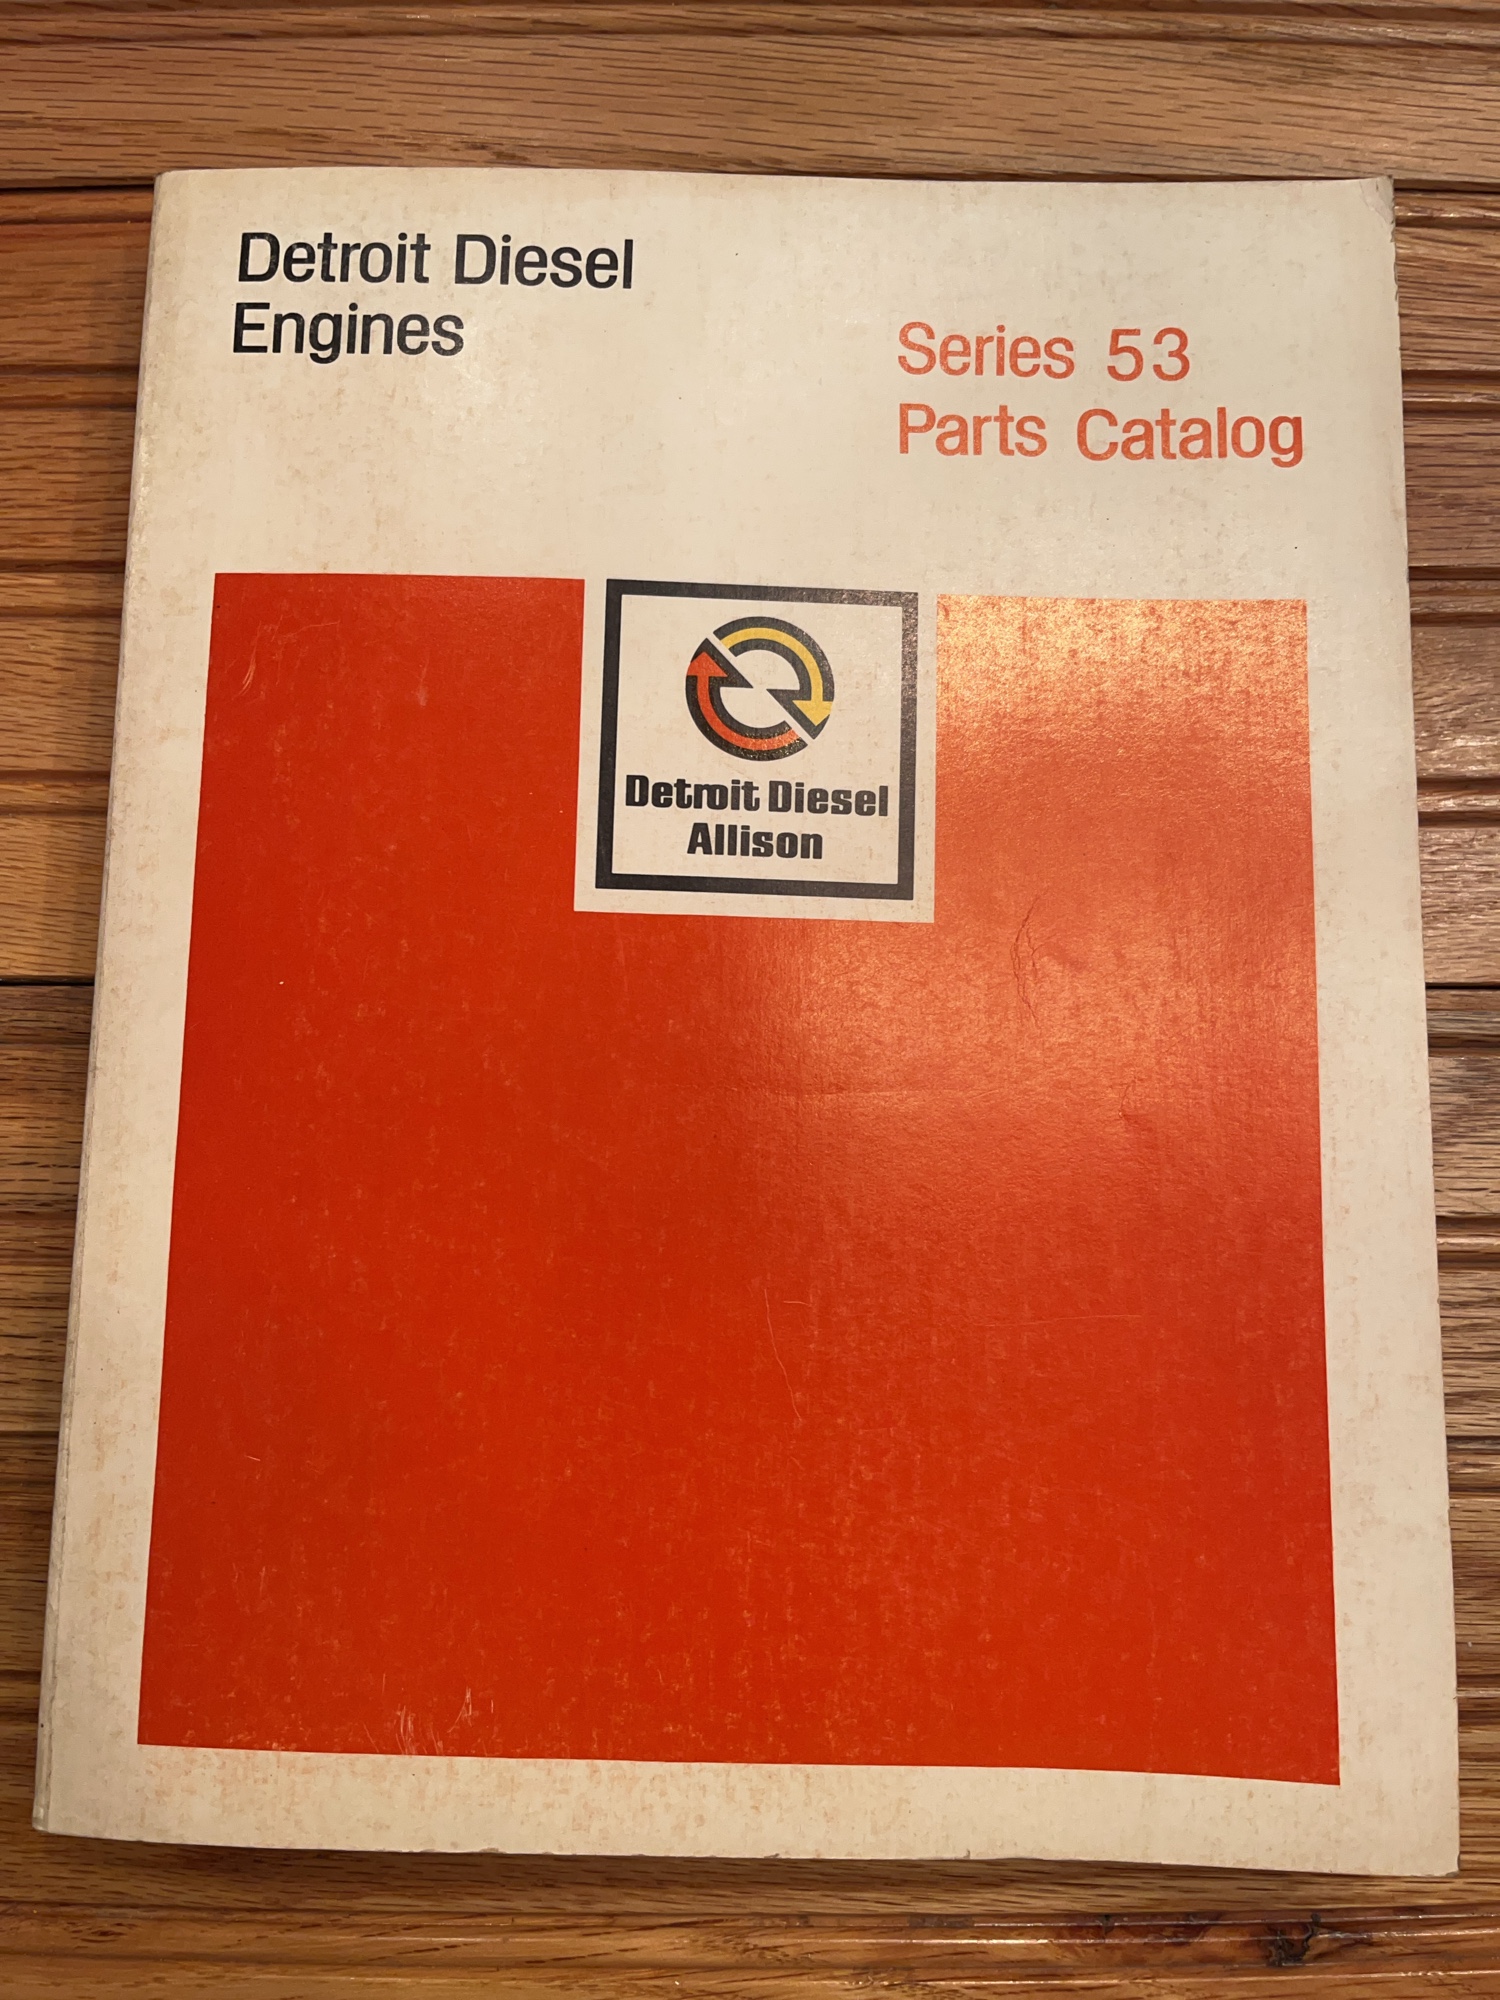 Detroit Diesel
Engines
Series 53
Parts Catalog
Detroit Diesel
Allison